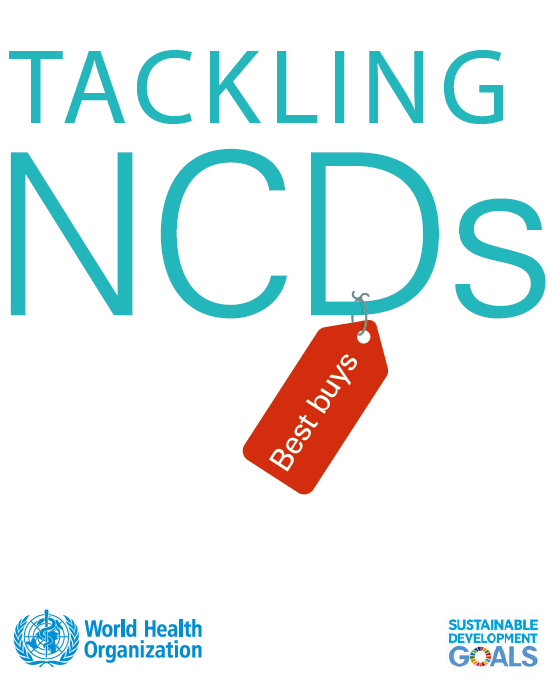 TACKLING
NCDs
Best buys
World Health
Organization
SUSTAINABLE
DEVELOPMENT
GOALS